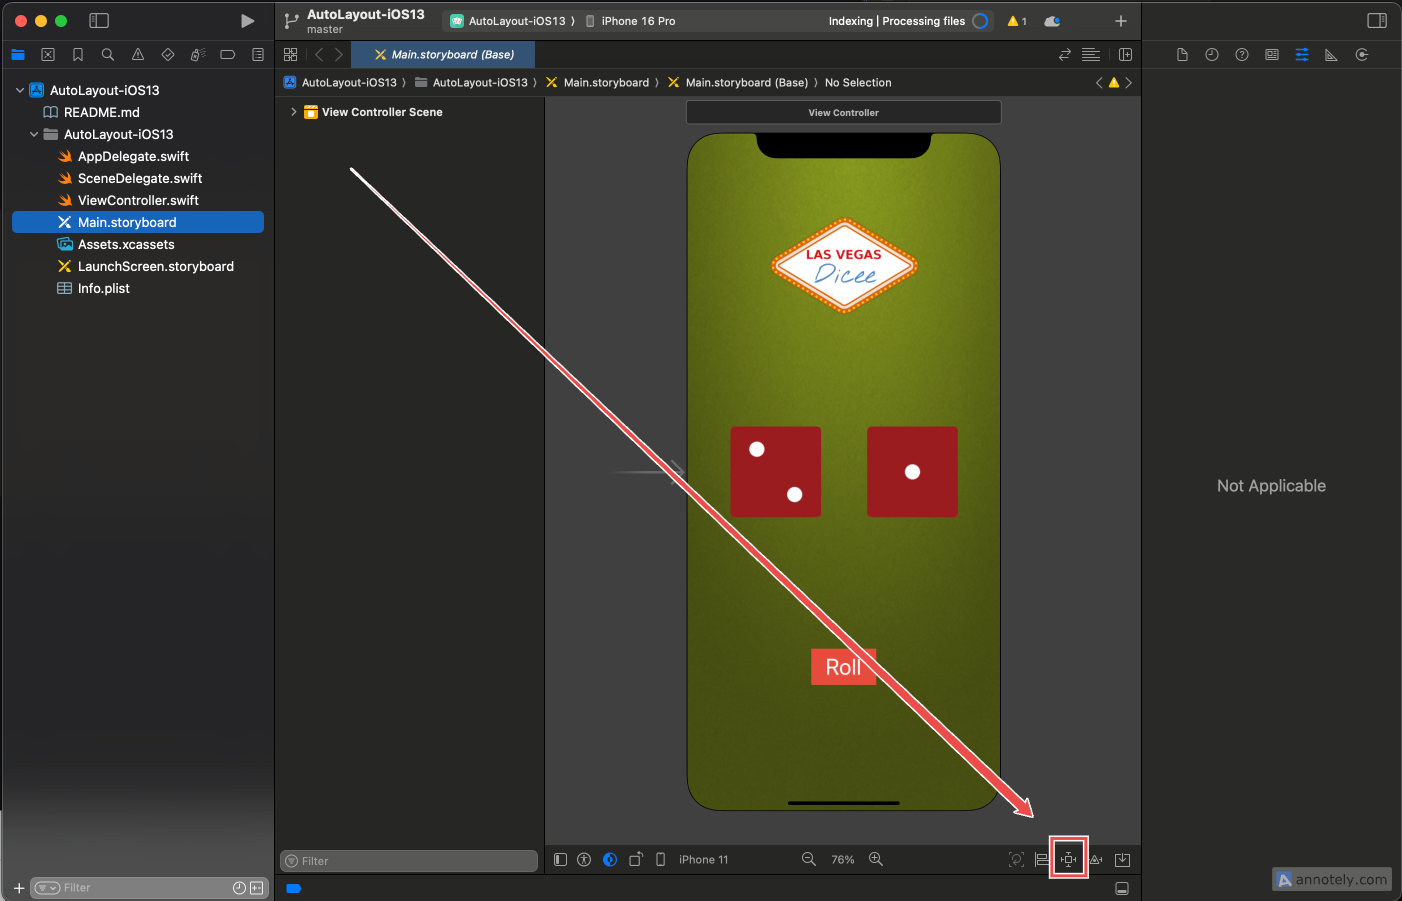 AutoLayout-iOS13
master
AutoLayout-iOS13
iPhone 16 Pro
Indexing | Processing files
1
Main.storyboard (Base)
AutoLayout-iOS13
AutoLayout-iOS13
Main.storyboard
Main.storyboard (Base)
No Selection
AutoLayout-iOS13
README.md
AutoLayout-iOS13
AppDelegate.swift
SceneDelegate.swift
ViewController.swift
Main.storyboard
Assets.xcassets
LaunchScreen.storyboard
Info.plist
View Controller Scene
View Controller
LAS VEGAS
Dicee
Roll
Not Applicable
Filter
iPhone 11
76%
Filter
annotely.com